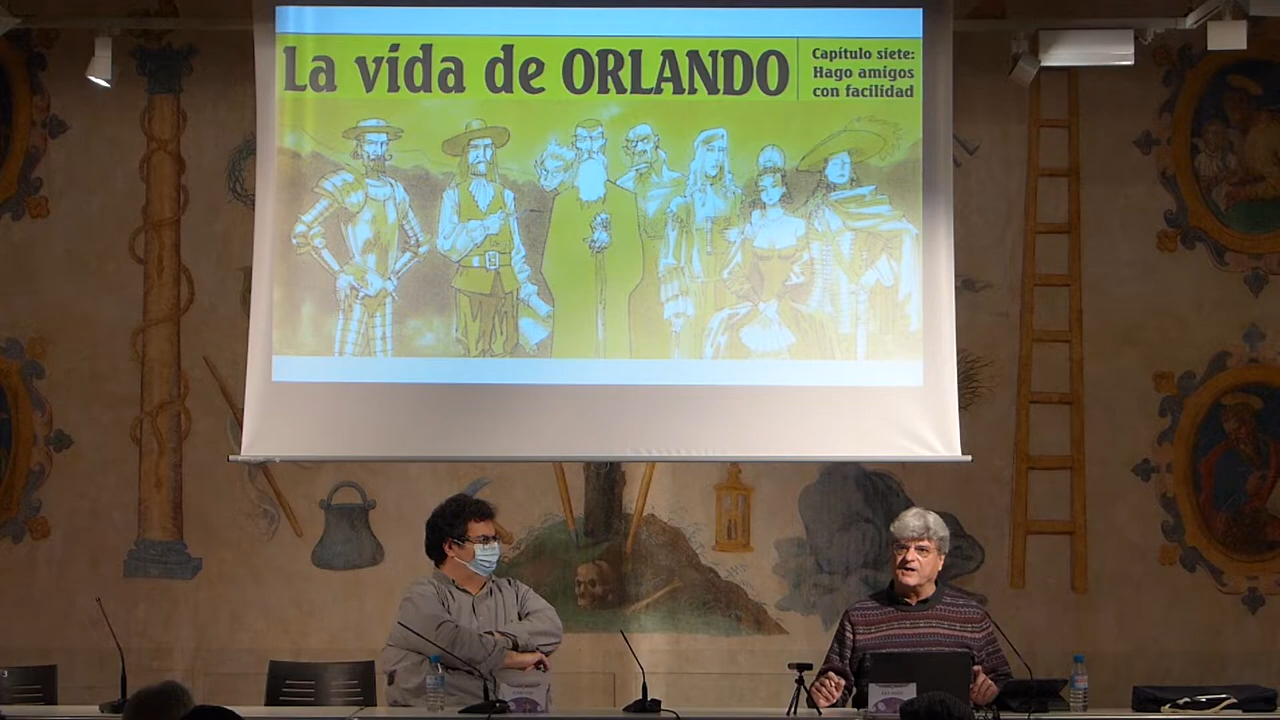 La vida de ORLANDO
Capítulo siete:
Hago amigos
con facilidad